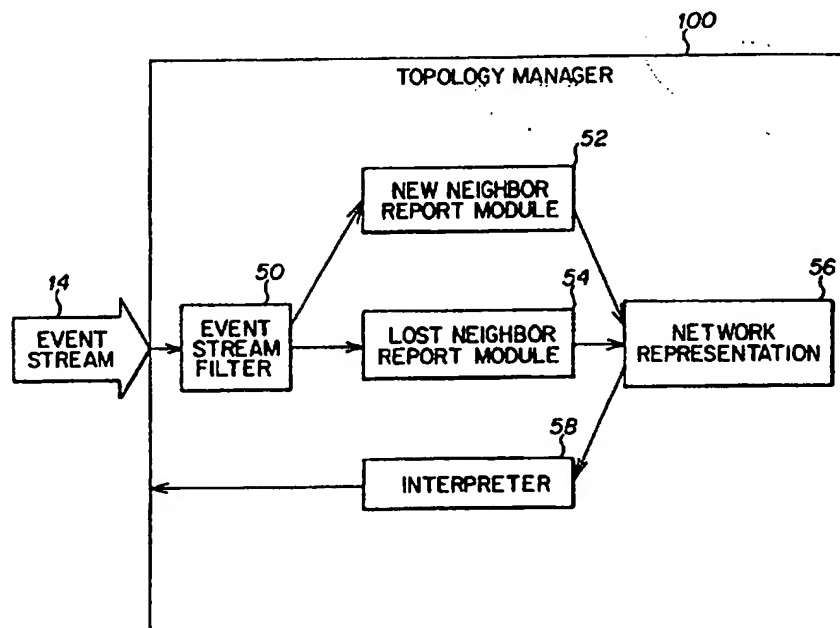 100
TOPOLOGY MANAGER
52
NEW NEIGHBOR
REPORT MODULE
14
EVENT
STREAM
50
EVENT
STREAM
FILTER
54
LOST NEIGHBOR
REPORT MODULE
56
NETWORK
REPRESENTATION
58
INTERPRETER